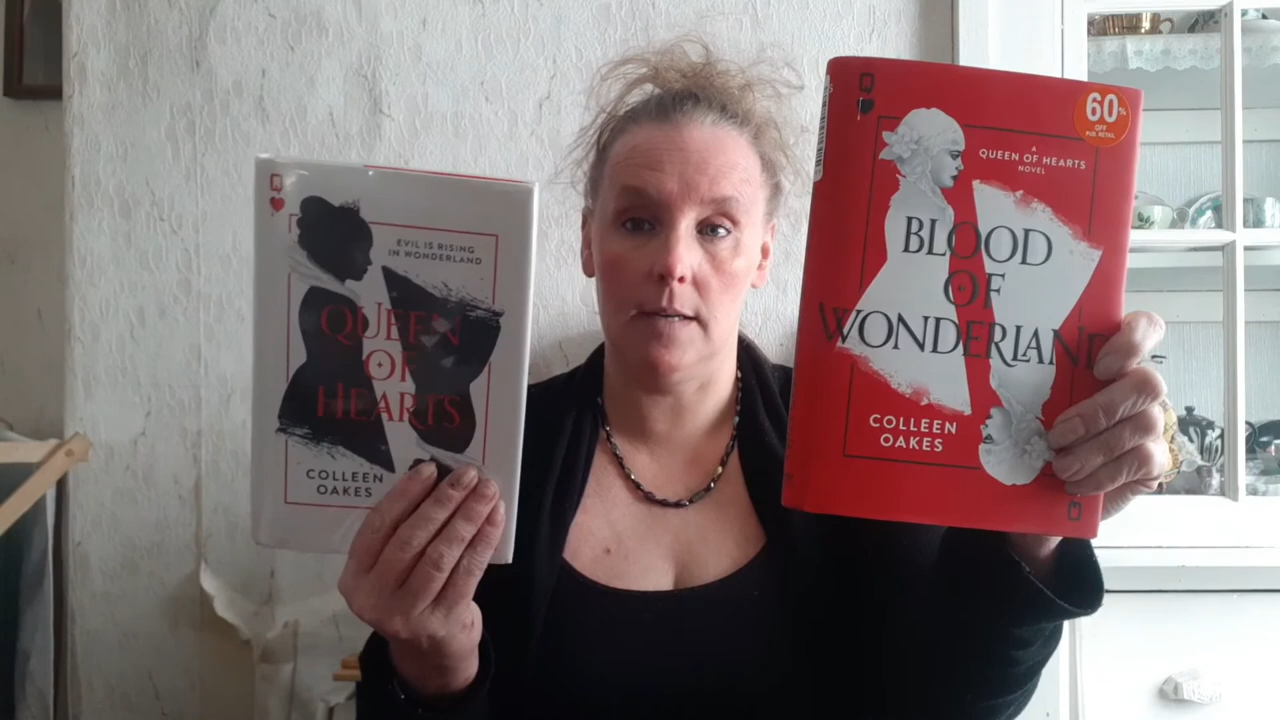 Q
EVIL IS RISING
IN WONDERLAND
QUEEN
OF
HEARTS
COLLEEN
OAKES
Q
60%
OFF
PUB. RETAIL
A
QUEEN OF HEARTS
NOVEL
BLOOD
OF
WONDERLAND
COLLEEN
OAKES